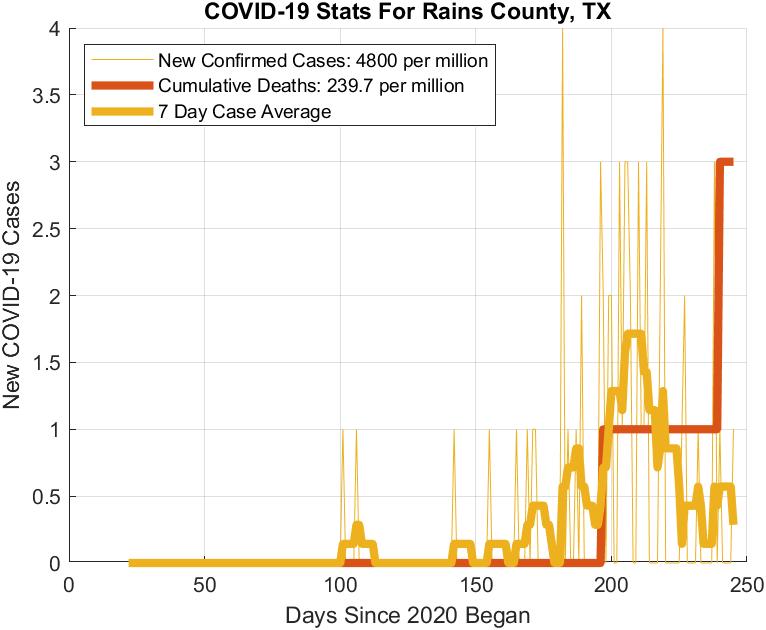 COVID-19 Stats For Rains County, TX
New Confirmed Cases: 4800 per million
Cumulative Deaths: 239.7 per million
7 Day Case Average
New COVID-19 Cases
4
3.5
3
2.5
2
1.5
1
0.5
0
0 50 100 150 200 250
Days Since 2020 Began